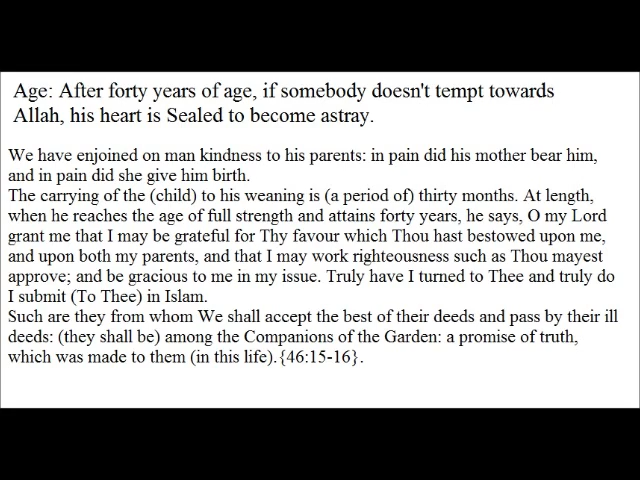 Age: After forty years of age, if somebody doesn't tempt towards
Allah, his heart is Sealed to become astray.
We have enjoined on man kindness to his parents: in pain did his mother bear him,
and in pain did she give him birth.
The carrying of the (child) to his weaning is (a period of) thirty months. At length,
when he reaches the age of full strength and attains forty years, he says, O my Lord
grant me that I may be grateful for Thy favour which Thou hast bestowed upon me,
and upon both my parents, and that I may work righteousness such as Thou mayest
approve; and be gracious to me in my issue. Truly have I turned to Thee and truly do
I submit (To Thee) in Islam.
Such are they from whom We shall accept the best of their deeds and pass by their ill
deeds: (they shall be) among the Companions of the Garden: a promise of truth,
which was made to them (in this life).{46:15-16}.